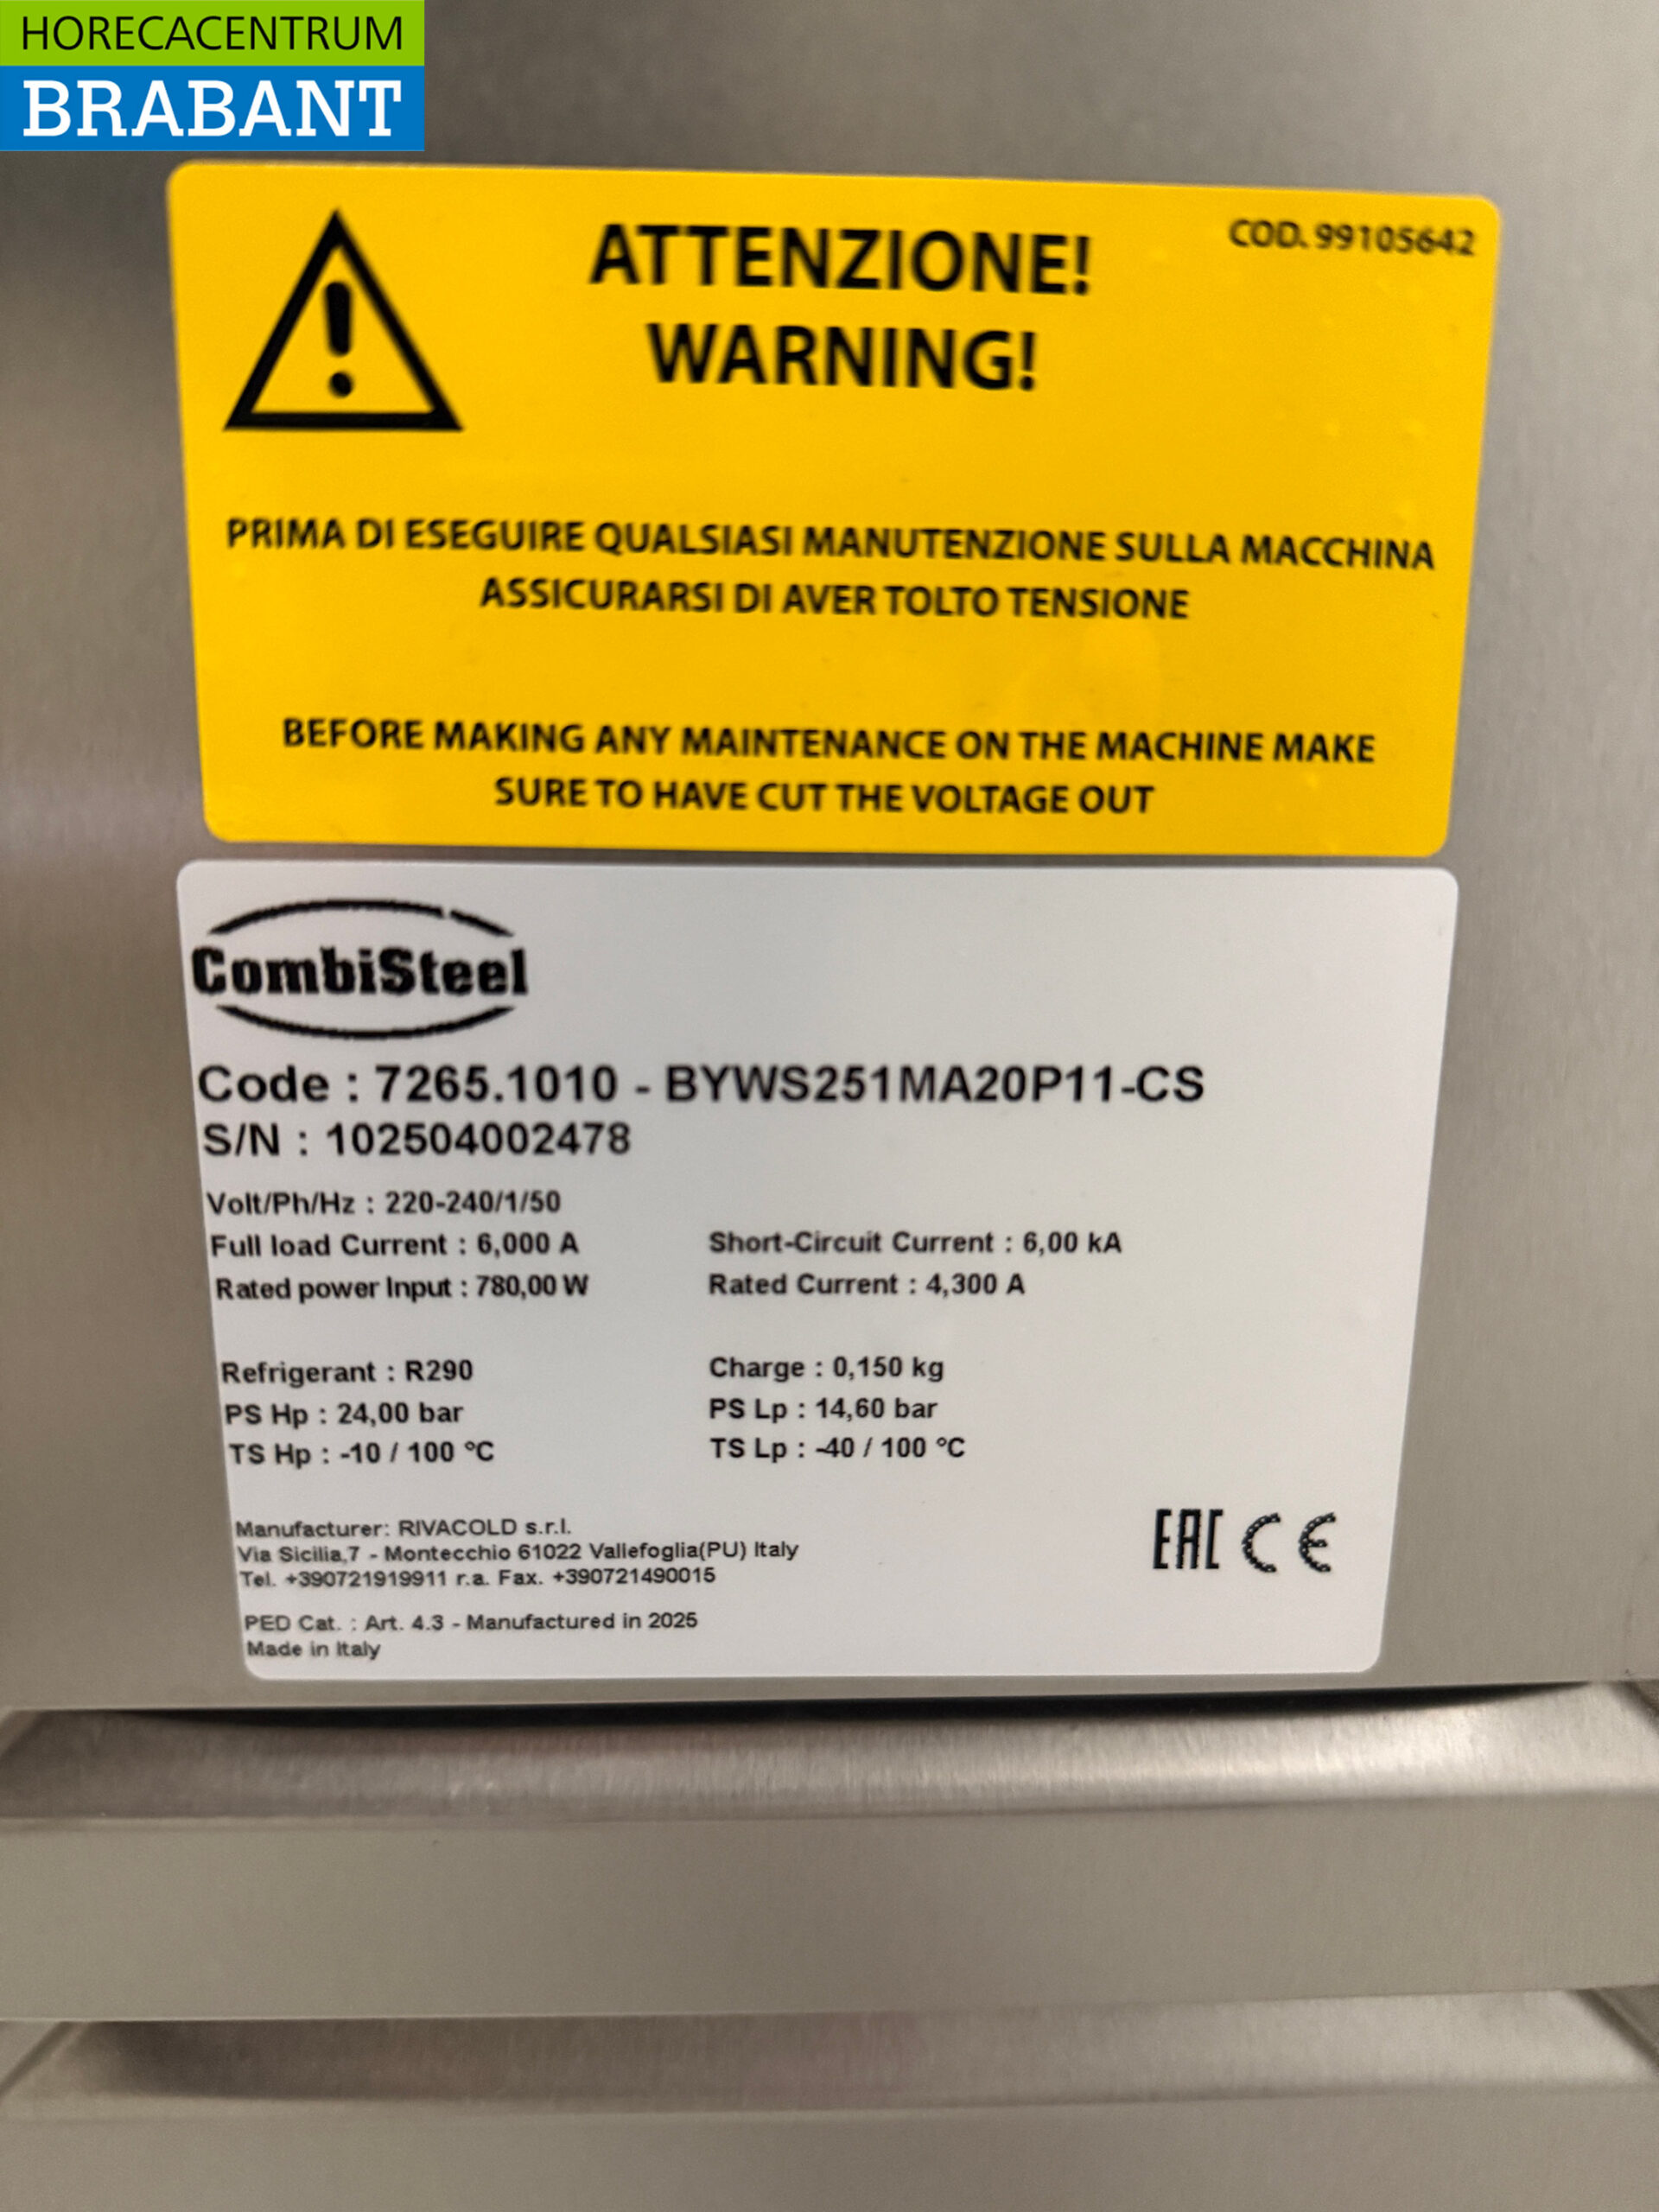 HORECACENTRUM
BRABANT
COD. 99105642
ATTENZIONE!
WARNING!
PRIMA DI ESEGUIRE QUALSIASI MANUTENZIONE SULLA MACCHINA
ASSICURARSI DI AVER TOLTO TENSIONE
BEFORE MAKING ANY MAINTENANCE ON THE MACHINE MAKE
SURE TO HAVE CUT THE VOLTAGE OUT
CombiSteel
Code : 7265.1010 - BYWS251MA20P11-CS
S/N : 102504002478
Volt/Ph/Hz : 220-240/1/50
Full load Current : 6,000 A Short-Circuit Current : 6,00 kA
Rated power Input : 780,00 W Rated Current : 4,300 A
Refrigerant : R290 Charge : 0,150 kg
PS Hp : 24,00 bar PS Lp : 14,60 bar
TS Hp : -10 / 100 °C TS Lp : -40 / 100 °C
Manufacturer: RIVACOLD s.r.l.
Via Sicilia,7 - Montecchio 61022 Vallefoglia(PU) Italy
Tel. +390721919911 r.a. Fax. +390721490015
EAC CE
PED Cat. : Art. 4.3 - Manufactured in 2025
Made in Italy